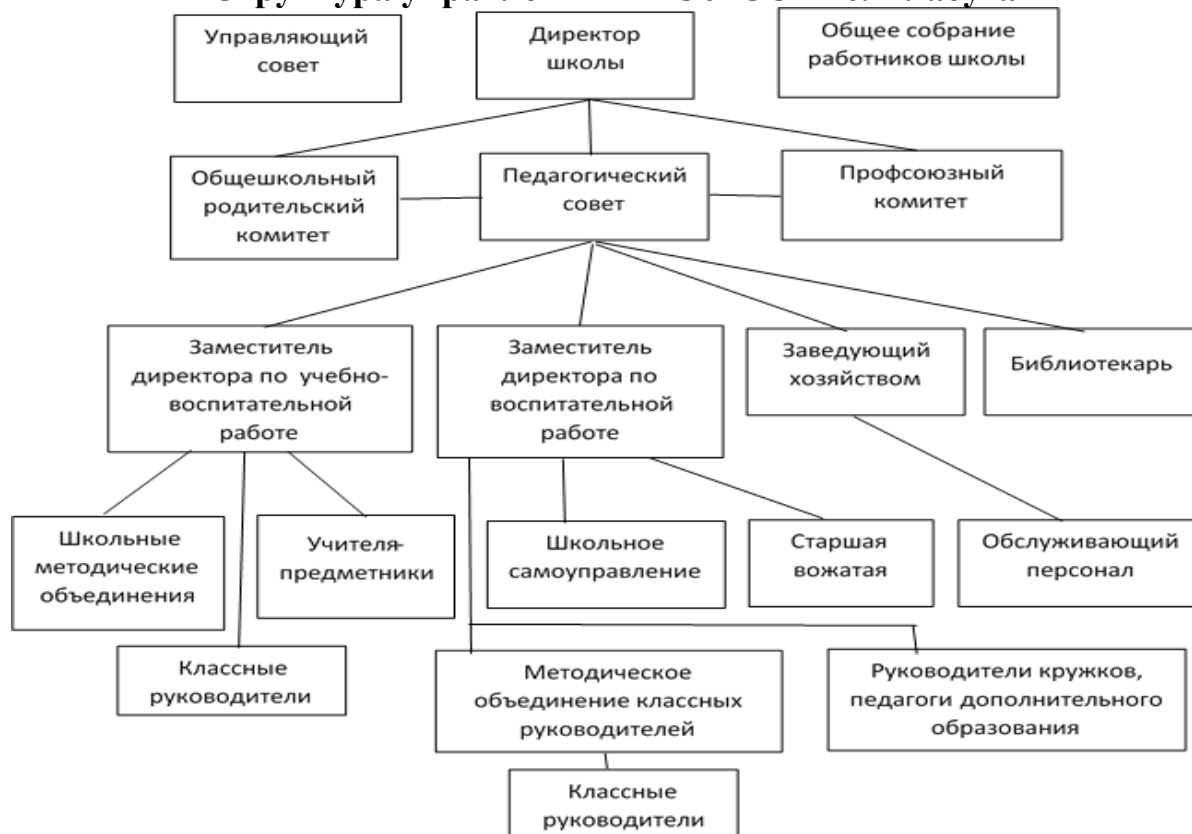 Управляющий
совет
Директор
школы
Общее собрание
работников школы
Общешкольный
родительский
комитет
Педагогический
совет
Профсоюзный
комитет
Заместитель
директора по учебно-
воспитательной
работе
Заместитель
директора по
воспитательной
работе
Заведующий
хозяйством
Библиотекарь
Школьные
методические
объединения
Учителя-
предметники
Школьное
самоуправление
Старшая
вожатая
Обслуживающий
персонал
Классные
руководители
Методическое
объединение классных
руководителей
Руководители кружков,
педагоги дополнительного
образования
Классные
руководители